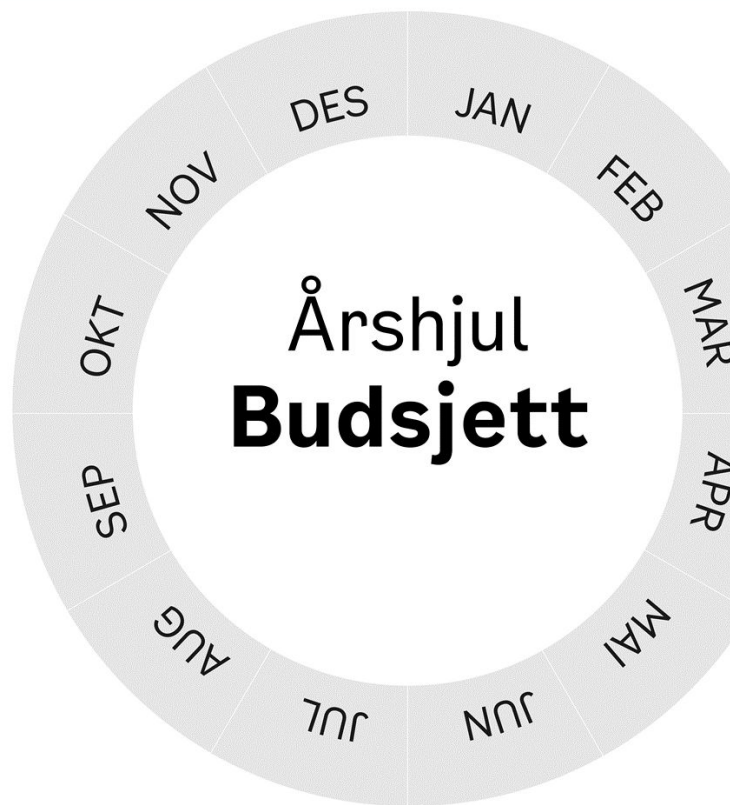 JAN
FEB
MAR
APR
MAI
JUN
JUL
AUG
SEP
OKT
NOV
DES
Årshjul
Budsjett